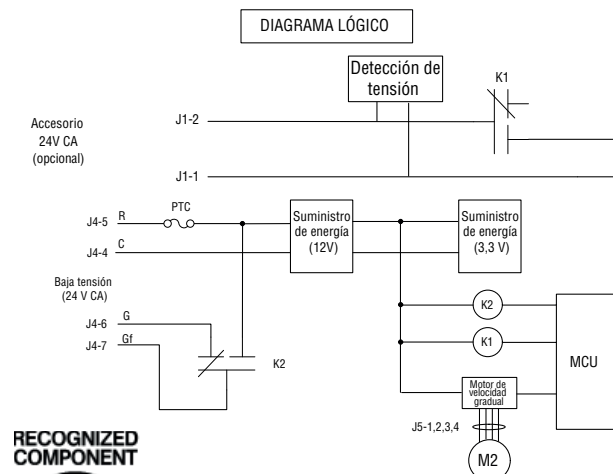 DIAGRAMA LÓGICO
Detección de
tensión
K1
Accesorio
24V CA
(opcional)
J1-2
J1-1
PTC
J4-5
R
J4-4
C
Suministro
de energía
(12V)
Suministro
de energía
(3,3 V)
Baja tensión
(24 V CA)
J4-6
G
J4-7
Gf
K2
K2
K1
MCU
Motor de
velocidad
gradual
J5-1,2,3,4
M2
RECOGNIZED
COMPONENT